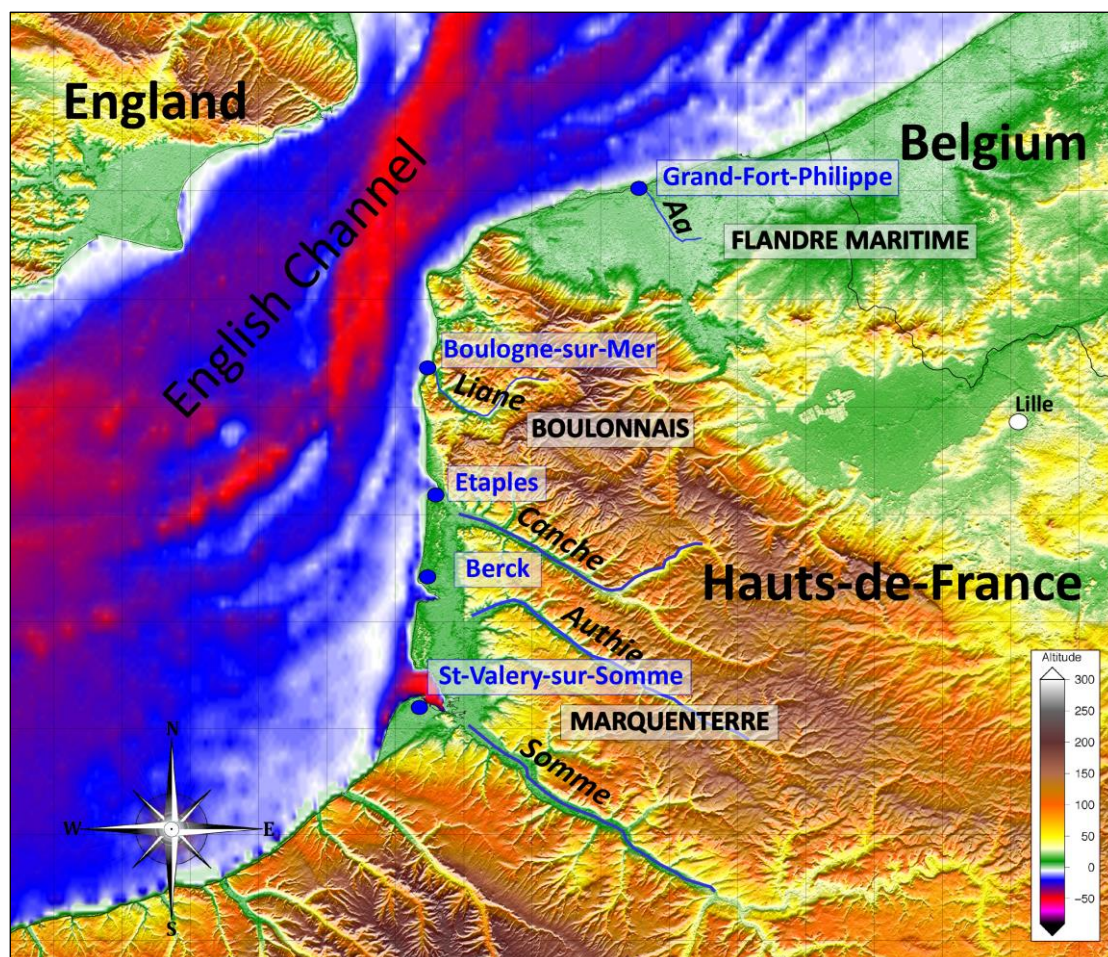 England
Belgium
Grand-Fort-Philippe
Aa
FLANDRE MARITIME
English Channel
Boulogne-sur-Mer
Liane
BOULONNAIS
Lille
Etaples
Canche
Berck
Hauts-de-France
Authie
St-Valery-sur-Somme
MARQUENTERRE
Somme
N
W
E
S
Altitude
300
250
200
150
100
50
0
−50